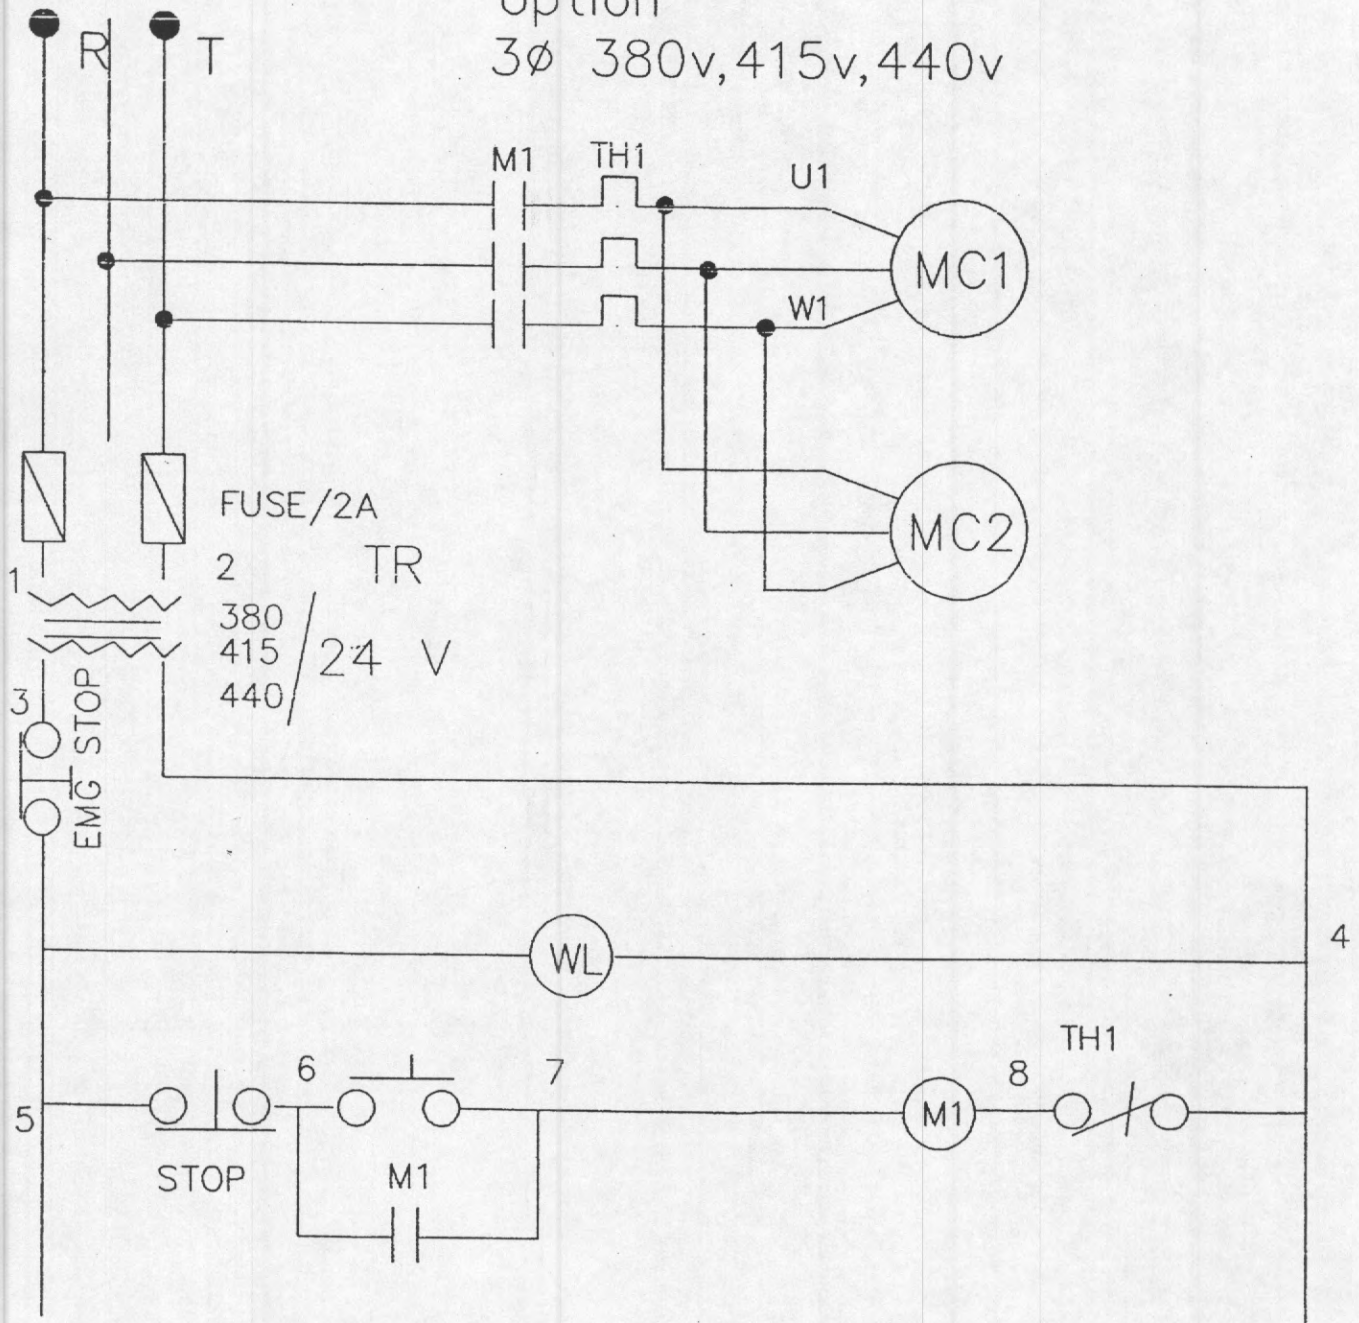 option
R T
3ø 380v,415v,440v
M1 TH1
U1
MC1
W1
FUSE/2A
MC2
1 2 TR
380
415
440
24 V
3
EMG STOP
WL
4
TH1
5
6
7
8
M1
STOP
M1